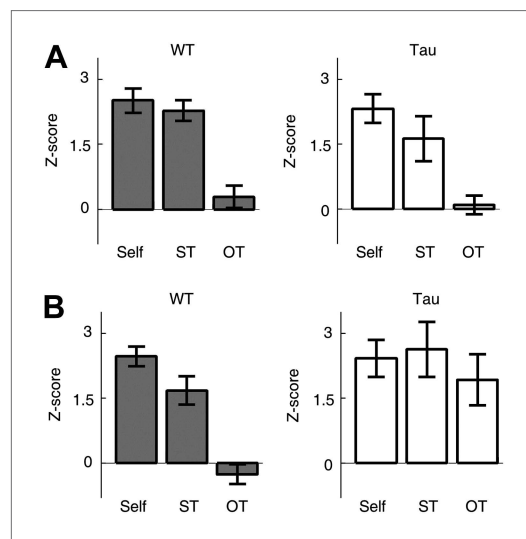 A
WT
Tau
Z-score
3
1.5
0
Self ST OT
Z-score
3
1.5
0
Self ST OT
B
WT
Tau
Z-score
3
1.5
0
Self ST OT
Z-score
3
1.5
0
Self ST OT